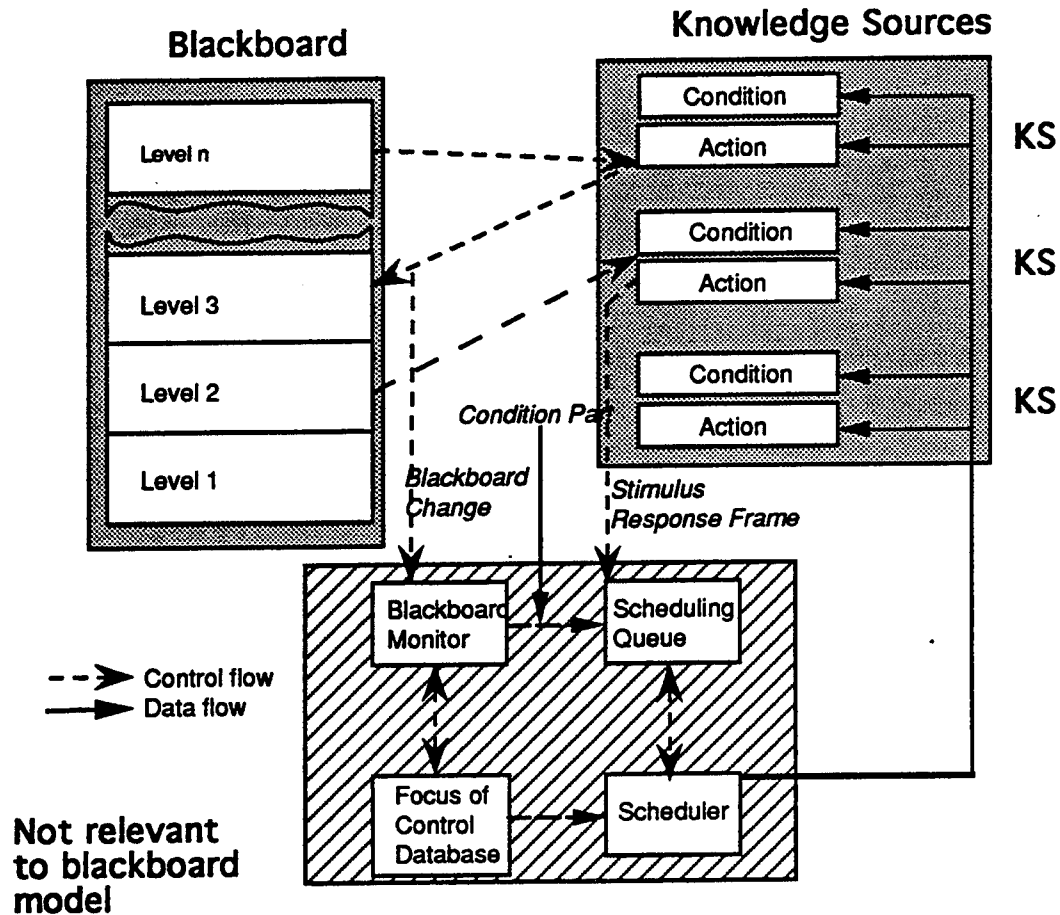 Blackboard
Knowledge Sources
Level n
Level 3
Level 2
Level 1
Condition
Action
KS
Condition
Action
KS
Condition
Action
KS
Condition Pa
Blackboard
Change
Stimulus
Response Frame
Blackboard
Monitor
Scheduling
Queue
Control flow
Data flow
Focus of
Control
Database
Scheduler
Not relevant
to blackboard
model